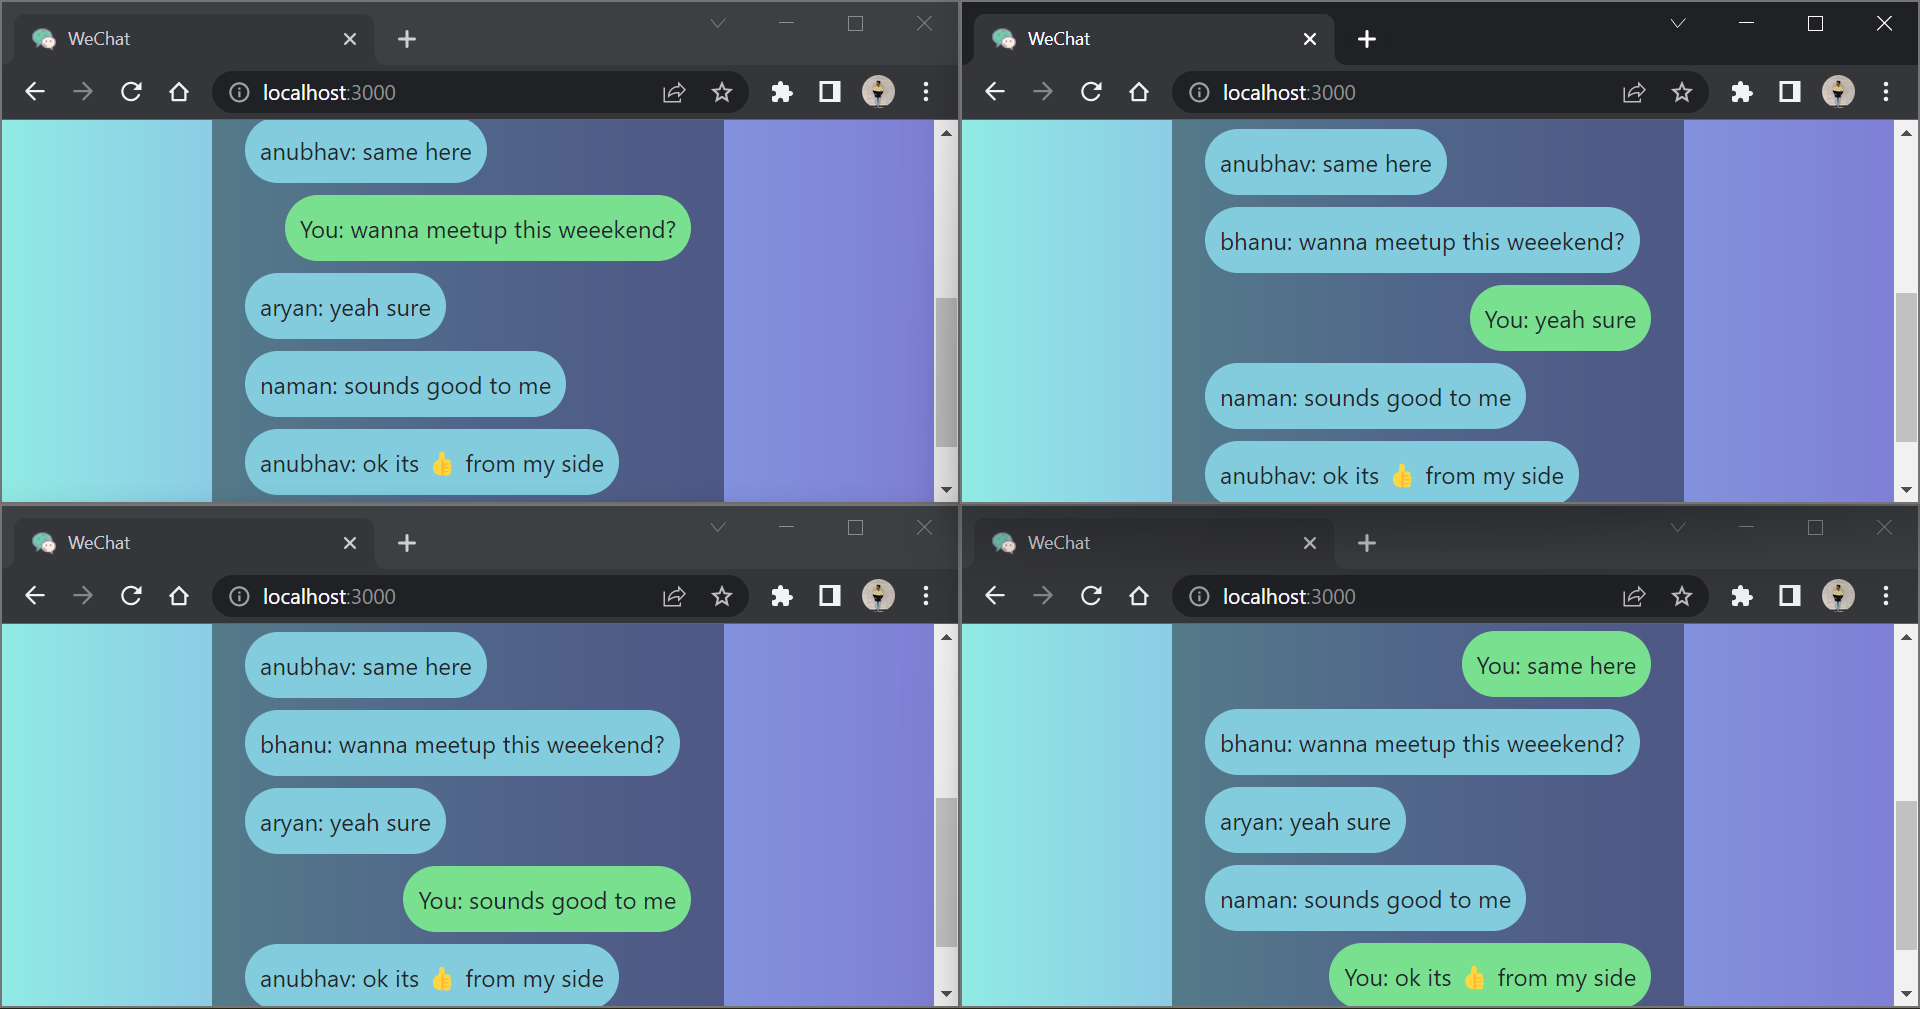 WeChat
localhost:3000
anubhav: same here
You: wanna meetup this weeekend?
aryan: yeah sure
naman: sounds good to me
anubhav: ok its 👍 from my side
WeChat
localhost:3000
anubhav: same here
bhanu: wanna meetup this weeekend?
You: yeah sure
naman: sounds good to me
anubhav: ok its 👍 from my side
WeChat
localhost:3000
anubhav: same here
bhanu: wanna meetup this weeekend?
aryan: yeah sure
You: sounds good to me
anubhav: ok its 👍 from my side
WeChat
localhost:3000
You: same here
bhanu: wanna meetup this weeekend?
aryan: yeah sure
naman: sounds good to me
You: ok its 👍 from my side